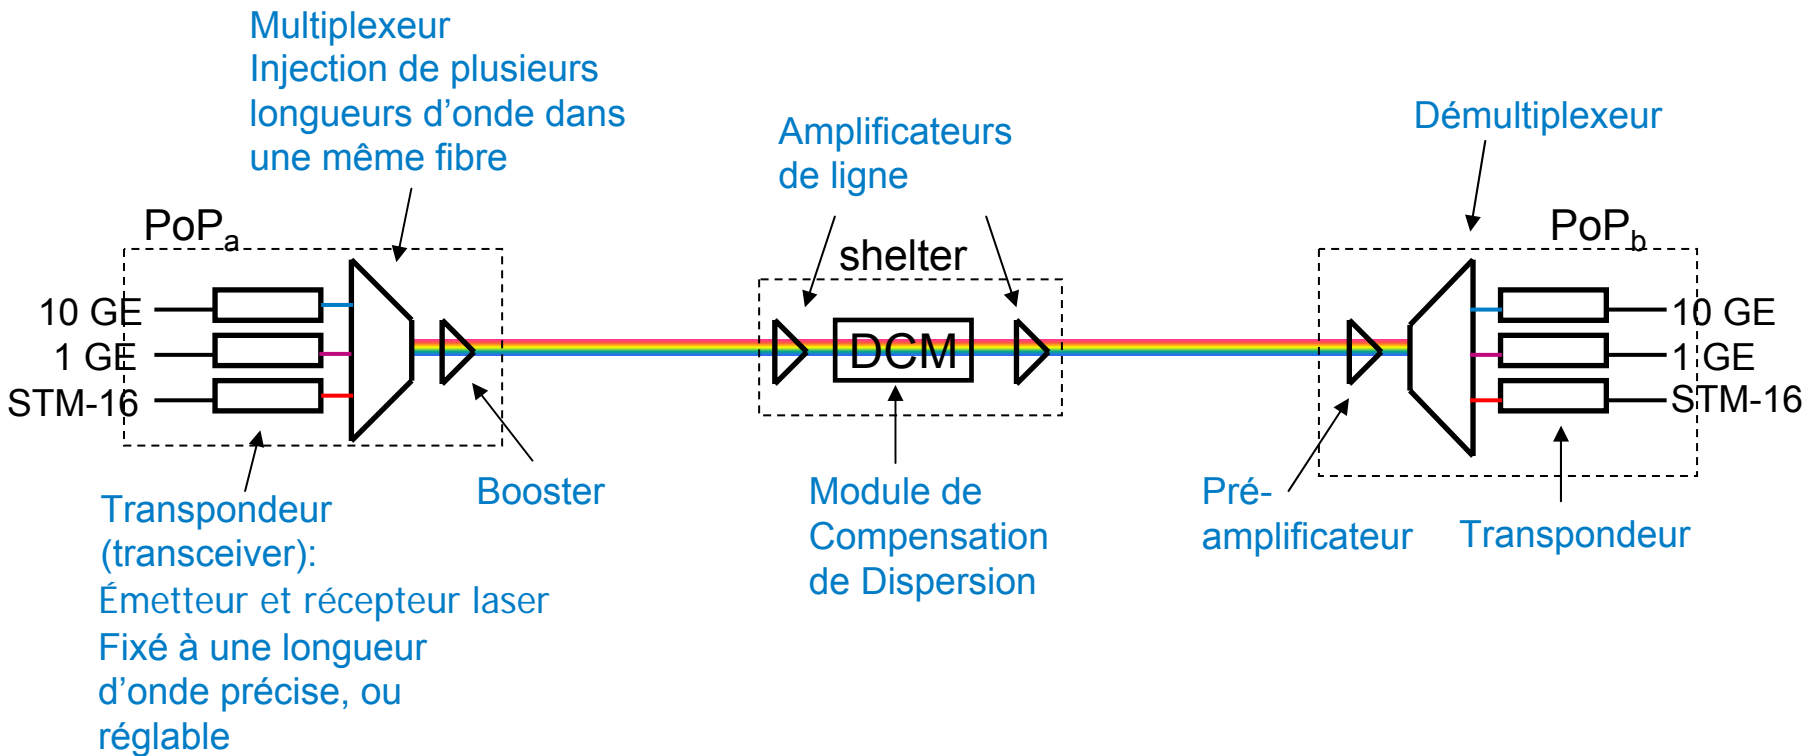 Multiplexeur
Injection de plusieurs
longueurs d’onde dans
une même fibre
Amplificateurs
de ligne
Démultiplexeur
PoPa
shelter
PoPb
10 GE
1 GE
STM-16
DCM
10 GE
1 GE
STM-16
Transpondeur
(transceiver):
Émetteur et récepteur laser
Fixé à une longueur
d’onde précise, ou
réglable
Booster
Module de
Compensation
de Dispersion
Pré-
amplificateur
Transpondeur